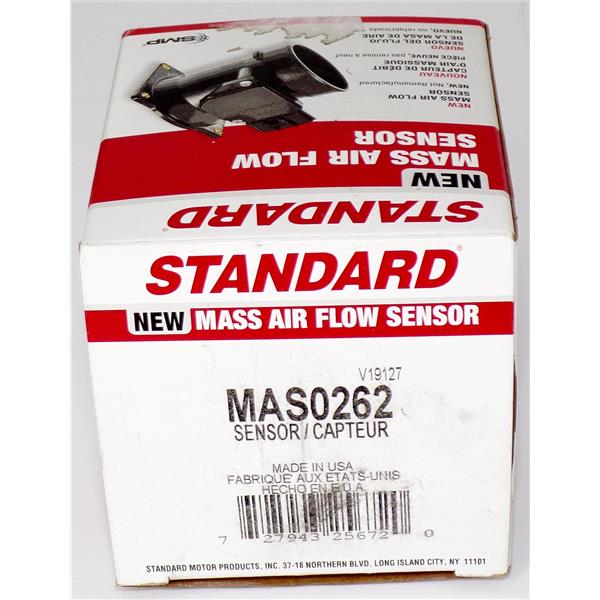 SMP
NUEVO
SENSOR DEL FLUJO
DE LA MASA DE AIRE
NUEVO, no refabricado
NOUVEAU
CAPTEUR DE DÉBIT
D'AIR MASSIQUE
PIÈCE NEUVE, pas remise à neuf
NEW
MASS AIR FLOW
SENSOR
NEW, Not Remanufactured
NEW
MASS AIR FLOW
SENSOR
STANDARD
STANDARD®
NEW MASS AIR FLOW SENSOR
V19127
MAS0262
SENSOR/CAPTEUR
MADE IN USA
FABRIQUÉ AUX ETATS-UNIS
HECHO EN E.U.A.
7 27943 25672 0
STANDARD MOTOR PRODUCTS, INC. 37-18 NORTHERN BLVD. LONG ISLAND CITY, NY 11101